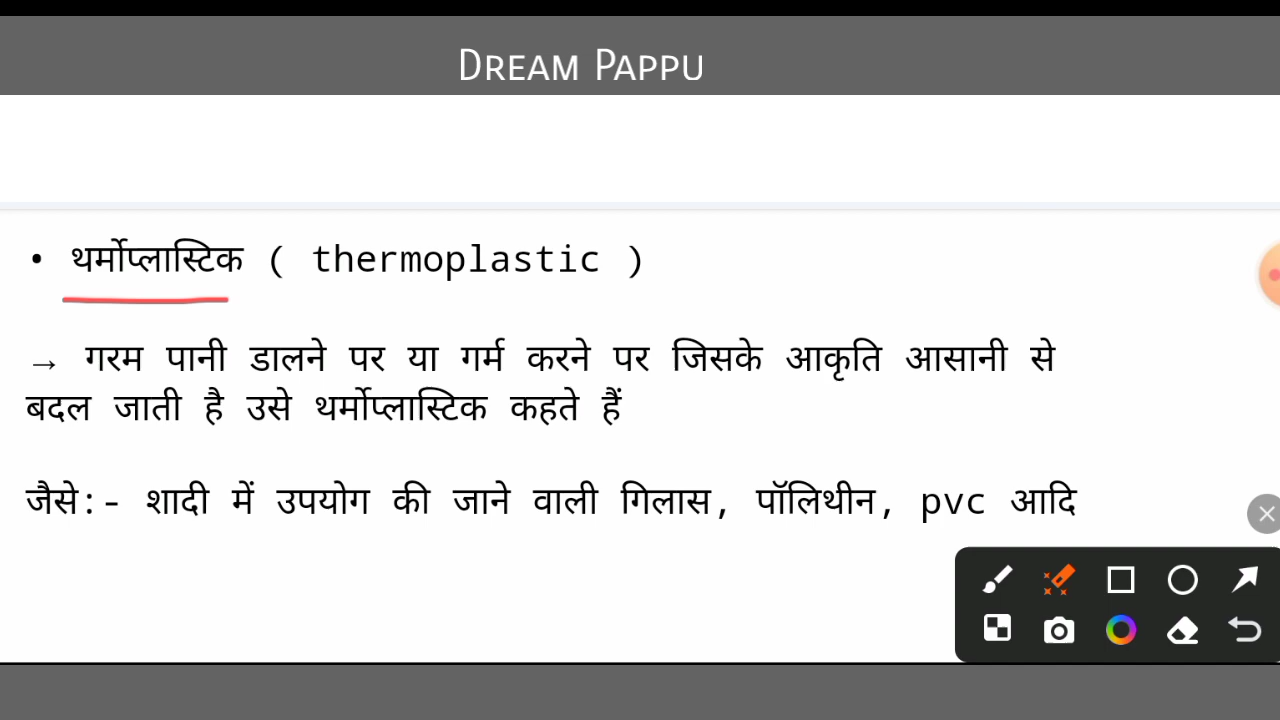 Dream Pappu
• थर्मोप्लास्टिक ( thermoplastic )
→ गरम पानी डालने पर या गर्म करने पर जिसके आकृति आसानी से
बदल जाती है उसे थर्मोप्लास्टिक कहते हैं
जैसे:- शादी में उपयोग की जाने वाली गिलास, पॉलिथीन, pvc आदि